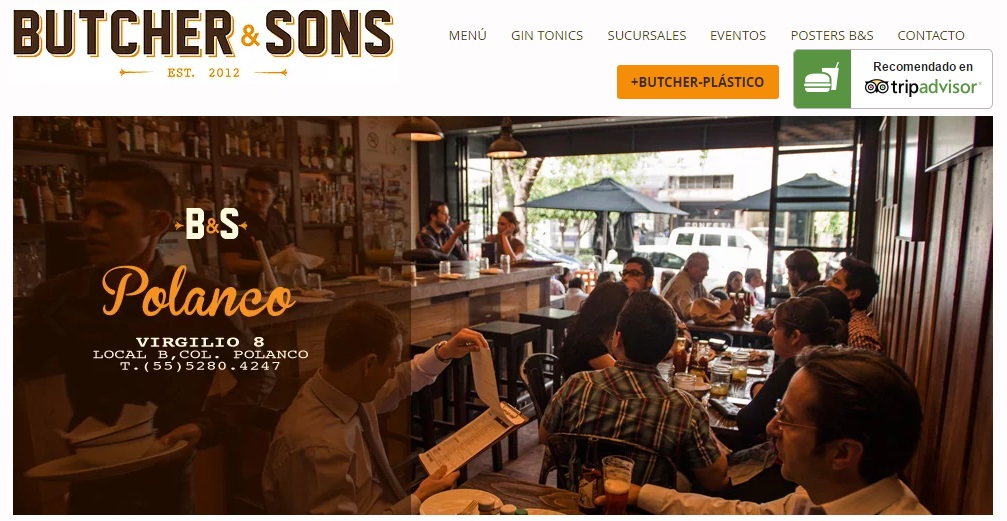 BUTCHER & SONS
EST. 2012
MENÚ GIN TONICS SUCURSALES EVENTOS POSTERS B&S CONTACTO
+BUTCHER-PLÁSTICO
Recomendado en
tripadvisor®
B&S
Polanco
VIRGILIO 8
LOCAL B,COL. POLANCO
T.(55)5280.4247